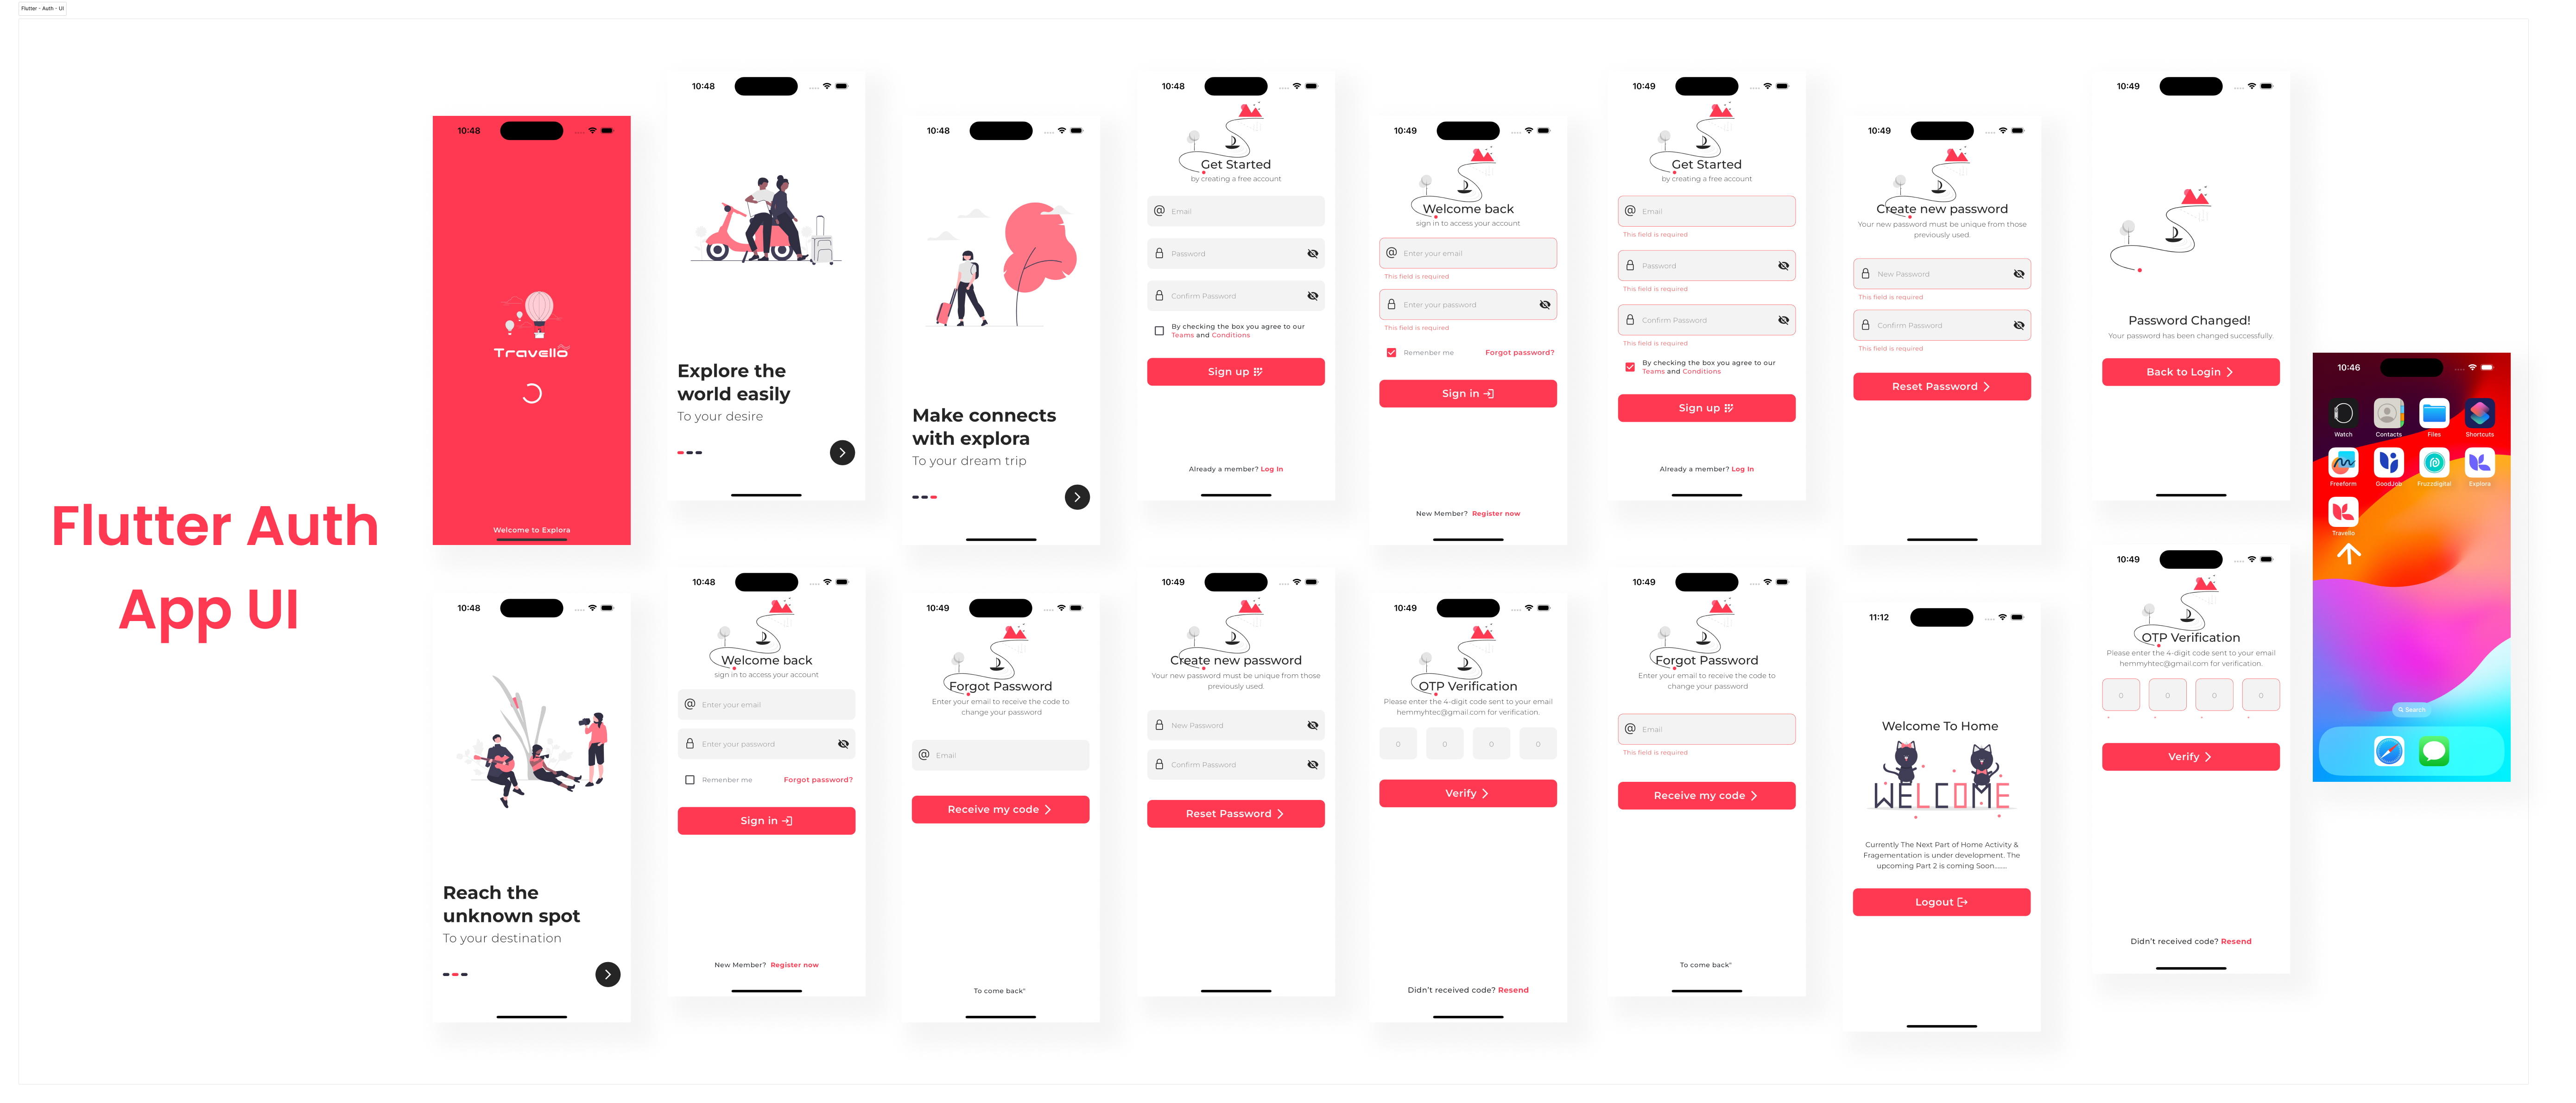 Flutter - Auth - UI
Flutter Auth
App UI
10:48
Travello
Welcome to Explora
10:48
Explore the
world easily
To your desire
10:48
Make connects
with explora
To your dream trip
10:48
Get Started
by creating a free account
Email
Password
Confirm Password
By checking the box you agree to our
Teams and Conditions
Sign up
Already a member? Log In
10:49
Welcome back
sign in to access your account
Enter your email
This field is required
Enter your password
This field is required
Remenber me
Forgot password?
Sign in
New Member? Register now
10:49
Get Started
by creating a free account
Email
This field is required
Password
This field is required
Confirm Password
This field is required
By checking the box you agree to our
Teams and Conditions
Sign up
Already a member? Log In
10:49
Create new password
Your new password must be unique from those
previously used.
New Password
This field is required
Confirm Password
This field is required
Reset Password
10:49
Password Changed!
Your password has been changed successfully.
Back to Login
10:46
Watch Contacts Files Shortcuts
Freeform GoodJob Fruzzdigital Explora
Travello
Search
10:48
Reach the
unknown spot
To your destination
10:48
Welcome back
sign in to access your account
Enter your email
Enter your password
Remenber me
Forgot password?
Sign in
New Member? Register now
10:49
Forgot Password
Enter your email to receive the code to
change your password
Email
Receive my code
To come back"
10:49
Create new password
Your new password must be unique from those
previously used.
New Password
Confirm Password
Reset Password
10:49
OTP Verification
Please enter the 4-digit code sent to your email
hemmyhtec@gmail.com for verification.
0 0 0 0
Verify
Didn't received code? Resend
10:49
Forgot Password
Enter your email to receive the code to
change your password
Email
This field is required
Receive my code
To come back"
11:12
Welcome To Home
WELCOME
Currently The Next Part of Home Activity &
Fragementation is under development. The
upcoming Part 2 is coming Soon.......
Logout
10:49
OTP Verification
Please enter the 4-digit code sent to your email
hemmyhtec@gmail.com for verification.
0 0 0 0
Verify
Didn't received code? Resend